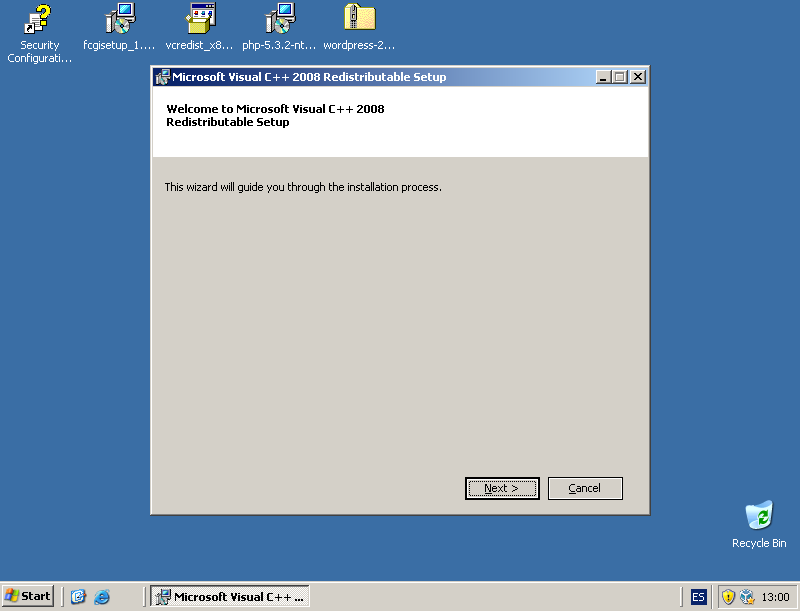 Security
Configurati...
fcgisetup_1....
vcredist_x8...
php-5.3.2-nt...
wordpress-2...
Microsoft Visual C++ 2008 Redistributable Setup
Welcome to Microsoft Visual C++ 2008
Redistributable Setup
This wizard will guide you through the installation process.
Next >
Cancel
Recycle Bin
Start
Microsoft Visual C++ ...
ES
13:00